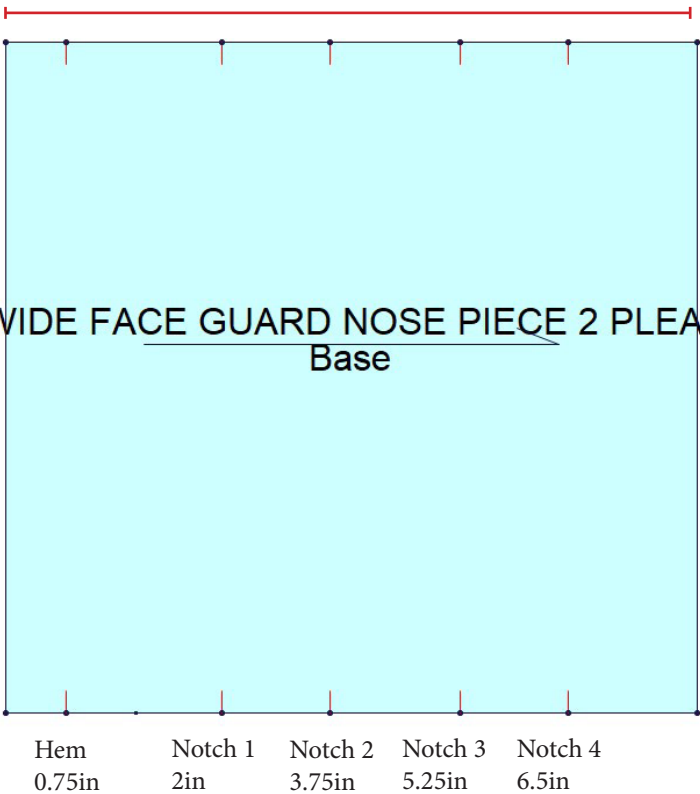 WIDE FACE GUARD NOSE PIECE 2 PLEA
Base
Hem
0.75in
Notch 1
2in
Notch 2
3.75in
Notch 3
5.25in
Notch 4
6.5in